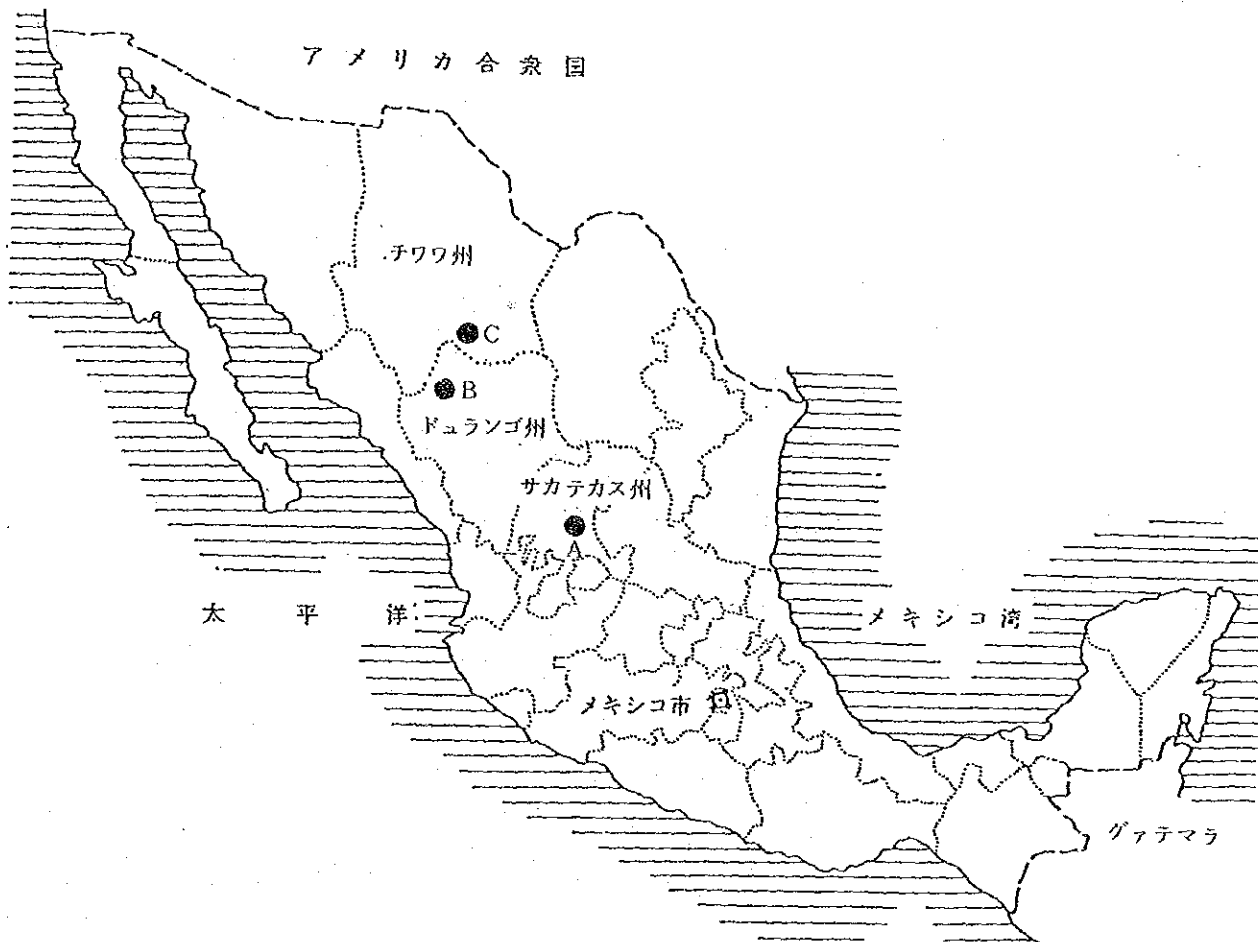 アメリカ合衆国
チワワ州
C
B
ドュランゴ州
サカテカス州
A
太平洋
メキシコ湾
メキシコ市
グァテマラ